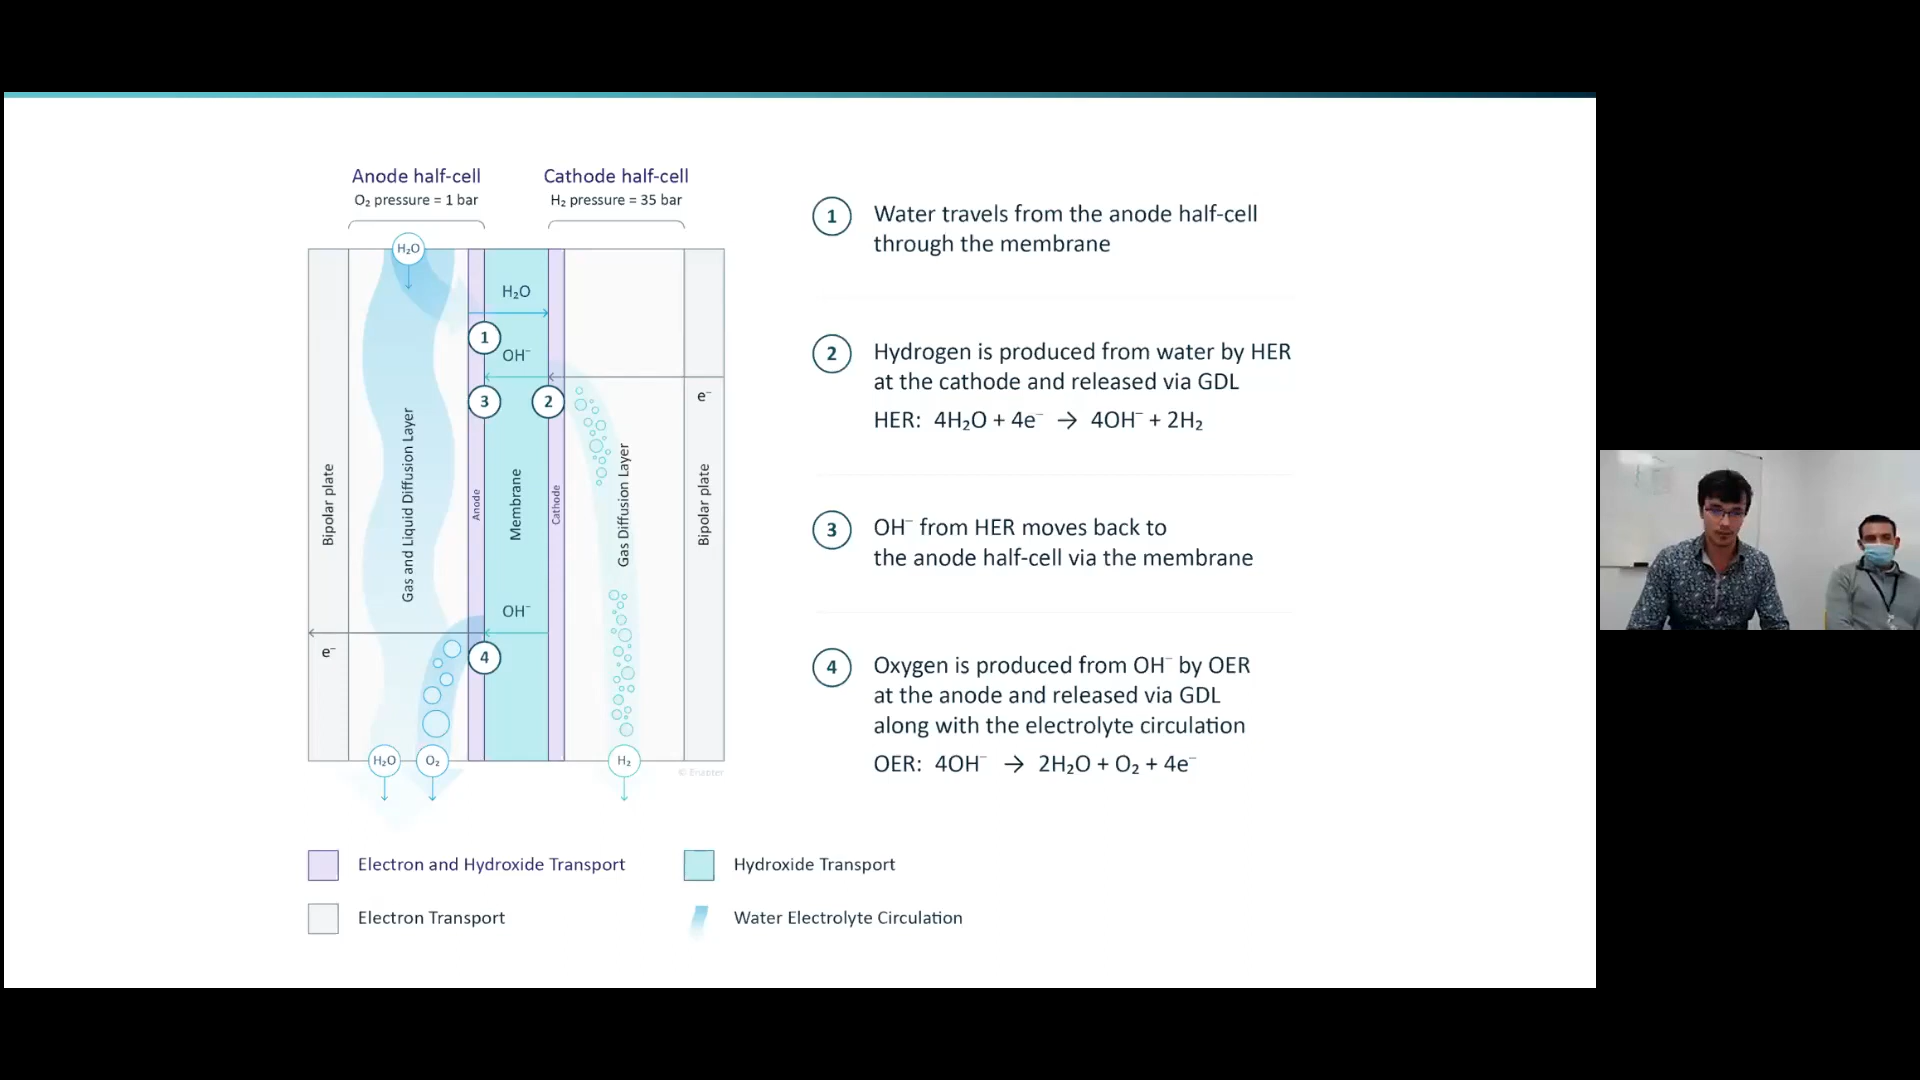 Anode half-cell
O₂ pressure = 1 bar
Cathode half-cell
H₂ pressure = 35 bar
H₂O
H₂O
1
OH⁻
3
2
e⁻
Bipolar plate
Gas and Liquid Diffusion Layer
Anode
Membrane
Cathode
Gas Diffusion Layer
Bipolar plate
OH⁻
e⁻
4
H₂O
O₂
H₂
© Enapter
1
Water travels from the anode half-cell
through the membrane
2
Hydrogen is produced from water by HER
at the cathode and released via GDL
HER: 4H₂O + 4e⁻ → 4OH⁻ + 2H₂
3
OH⁻ from HER moves back to
the anode half-cell via the membrane
4
Oxygen is produced from OH⁻ by OER
at the anode and released via GDL
along with the electrolyte circulation
OER: 4OH⁻ → 2H₂O + O₂ + 4e⁻
Electron and Hydroxide Transport
Hydroxide Transport
Electron Transport
Water Electrolyte Circulation